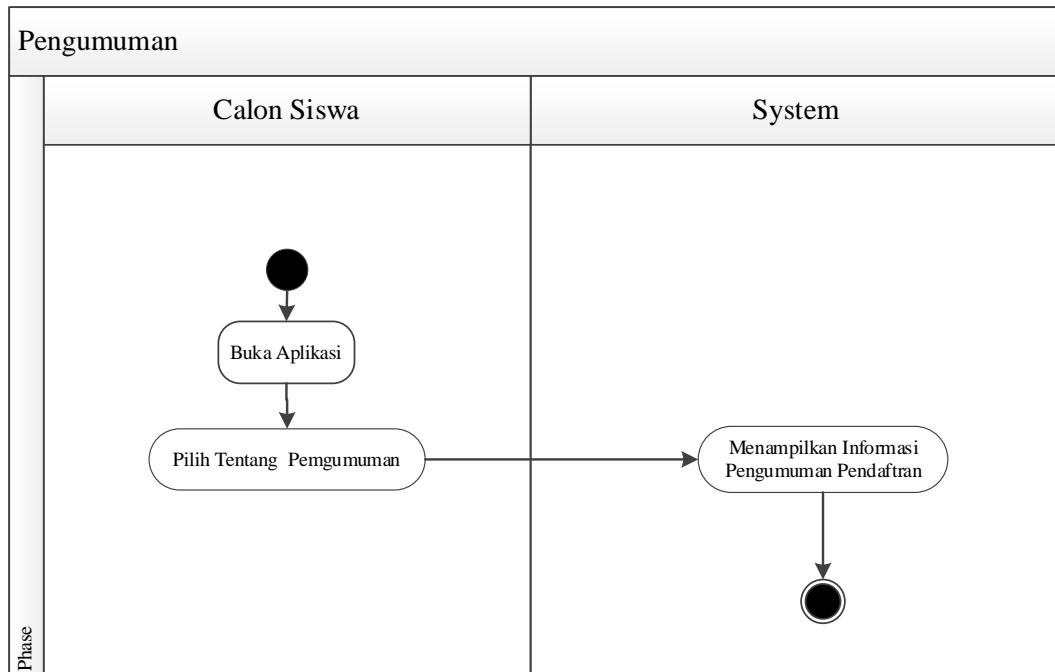 Pengumuman
Calon Siswa
System
Buka Aplikasi
Pilih Tentang Pemgumuman
Menampilkan Informasi
Pengumuman Pendaftran
Phase